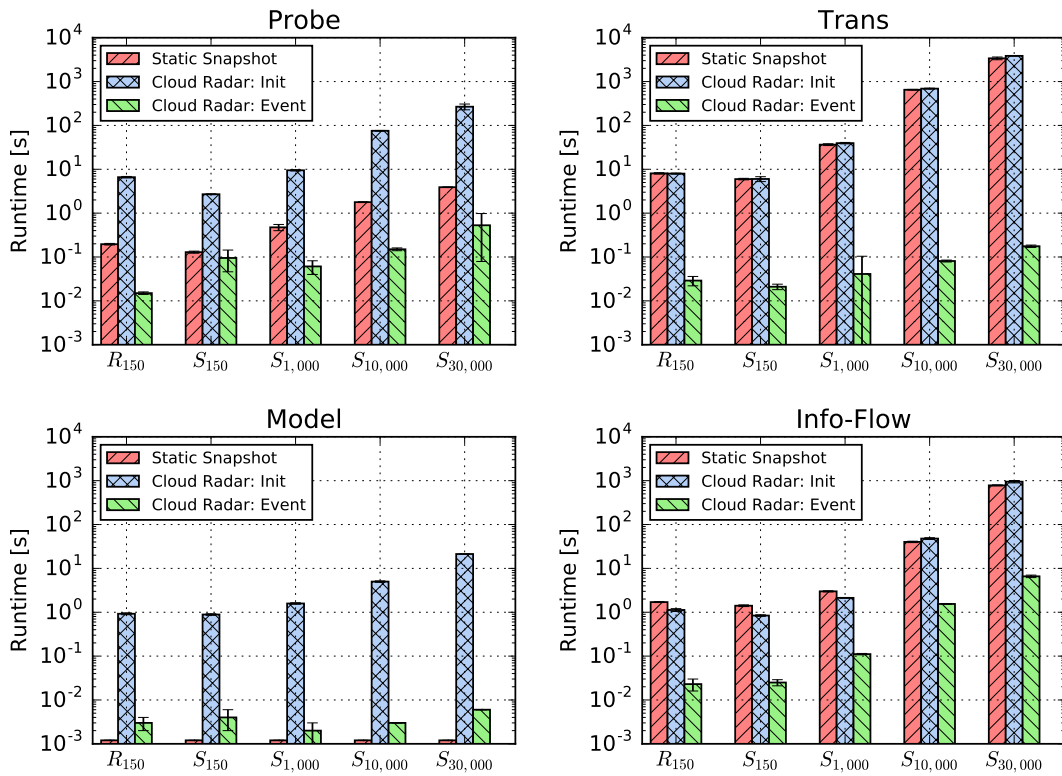 Probe
Runtime [s]
10^4
10^3
10^2
10^1
10^0
10^-1
10^-2
10^-3
Static Snapshot
Cloud Radar: Init
Cloud Radar: Event
R_150 S_150 S_1,000 S_10,000 S_30,000
Trans
Runtime [s]
10^4
10^3
10^2
10^1
10^0
10^-1
10^-2
10^-3
Static Snapshot
Cloud Radar: Init
Cloud Radar: Event
R_150 S_150 S_1,000 S_10,000 S_30,000
Model
Runtime [s]
10^4
10^3
10^2
10^1
10^0
10^-1
10^-2
10^-3
Static Snapshot
Cloud Radar: Init
Cloud Radar: Event
R_150 S_150 S_1,000 S_10,000 S_30,000
Info-Flow
Runtime [s]
10^4
10^3
10^2
10^1
10^0
10^-1
10^-2
10^-3
Static Snapshot
Cloud Radar: Init
Cloud Radar: Event
R_150 S_150 S_1,000 S_10,000 S_30,000